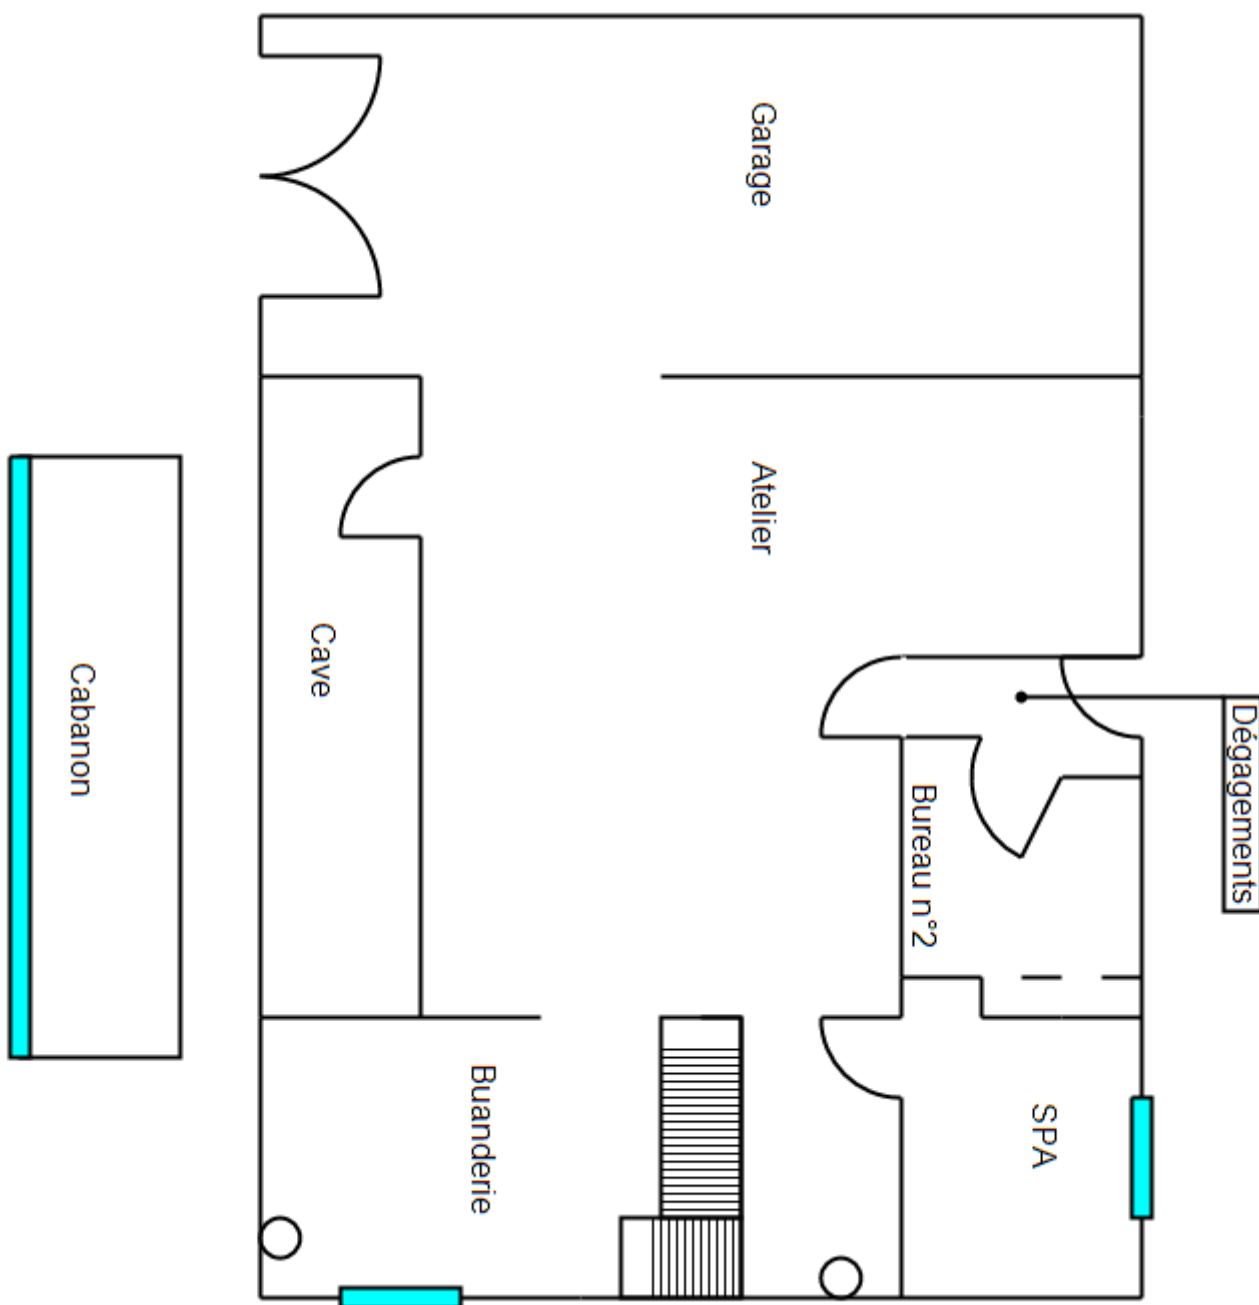 Garage
Atelier
Cave
Cabanon
Dégagements
Bureau n°2
Buanderie
SPA